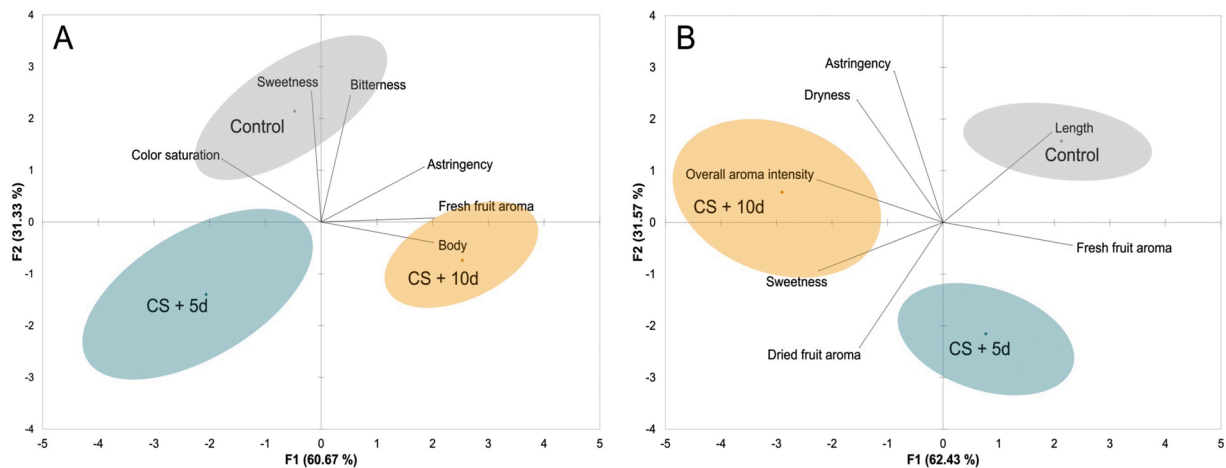 A
4
3
2
1
0
-1
-2
-3
-4
F2 (31.33 %)
Sweetness
Bitterness
Control
Color saturation
Astringency
Fresh fruit aroma
Body
CS + 10d
CS + 5d
-5 -4 -3 -2 -1 0 1 2 3 4 5
F1 (60.67 %)
B
4
3
2
1
0
-1
-2
-3
-4
F2 (31.57 %)
Astringency
Dryness
Length
Control
Overall aroma intensity
CS + 10d
Fresh fruit aroma
Sweetness
Dried fruit aroma
CS + 5d
-5 -4 -3 -2 -1 0 1 2 3 4 5
F1 (62.43 %)